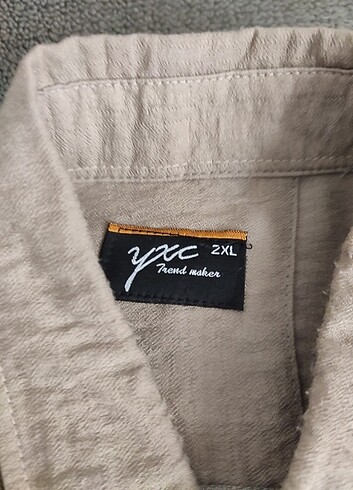 yxc 2XL
Trend maker